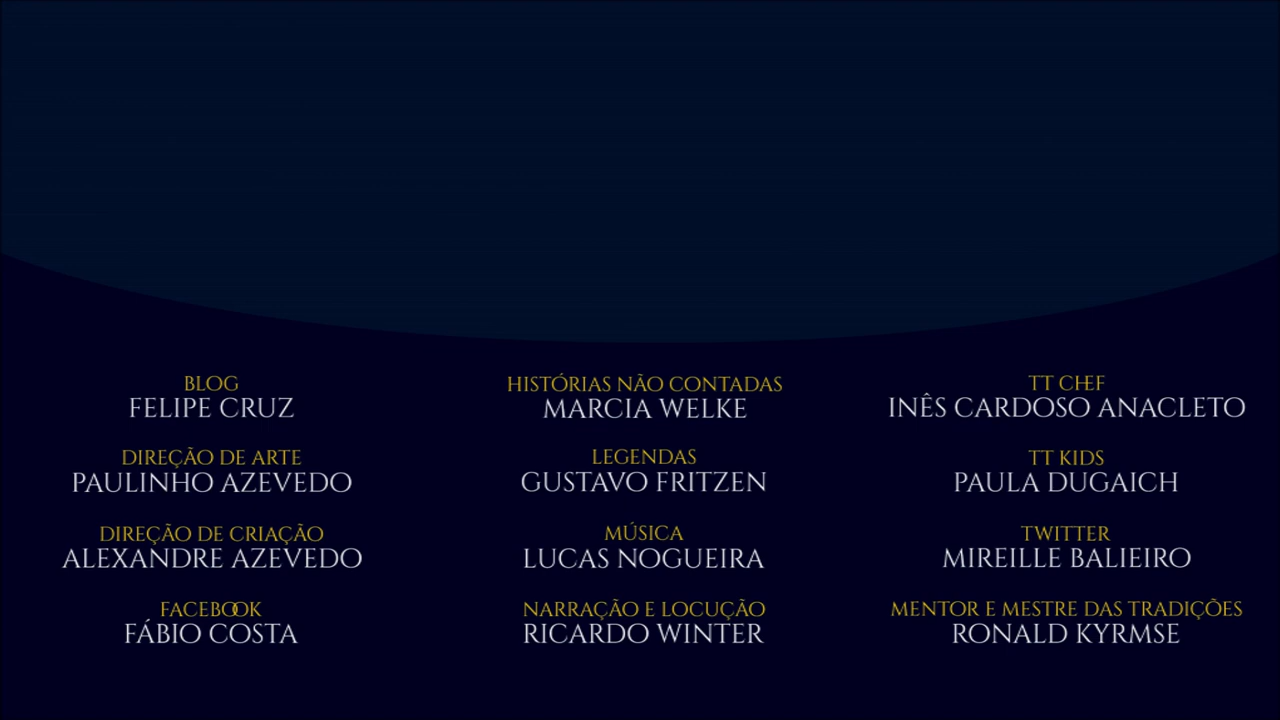 BLOG
FELIPE CRUZ
DIREÇÃO DE ARTE
PAULINHO AZEVEDO
DIREÇÃO DE CRIAÇÃO
ALEXANDRE AZEVEDO
FACEBOOK
FÁBIO COSTA
HISTÓRIAS NÃO CONTADAS
MARCIA WELKE
LEGENDAS
GUSTAVO FRITZEN
MÚSICA
LUCAS NOGUEIRA
NARRAÇÃO E LOCUÇÃO
RICARDO WINTER
TT CHEF
INÊS CARDOSO ANACLETO
TT KIDS
PAULA DUGAICH
TWITTER
MIREILLE BALIEIRO
MENTOR E MESTRE DAS TRADIÇÕES
RONALD KYRMSE